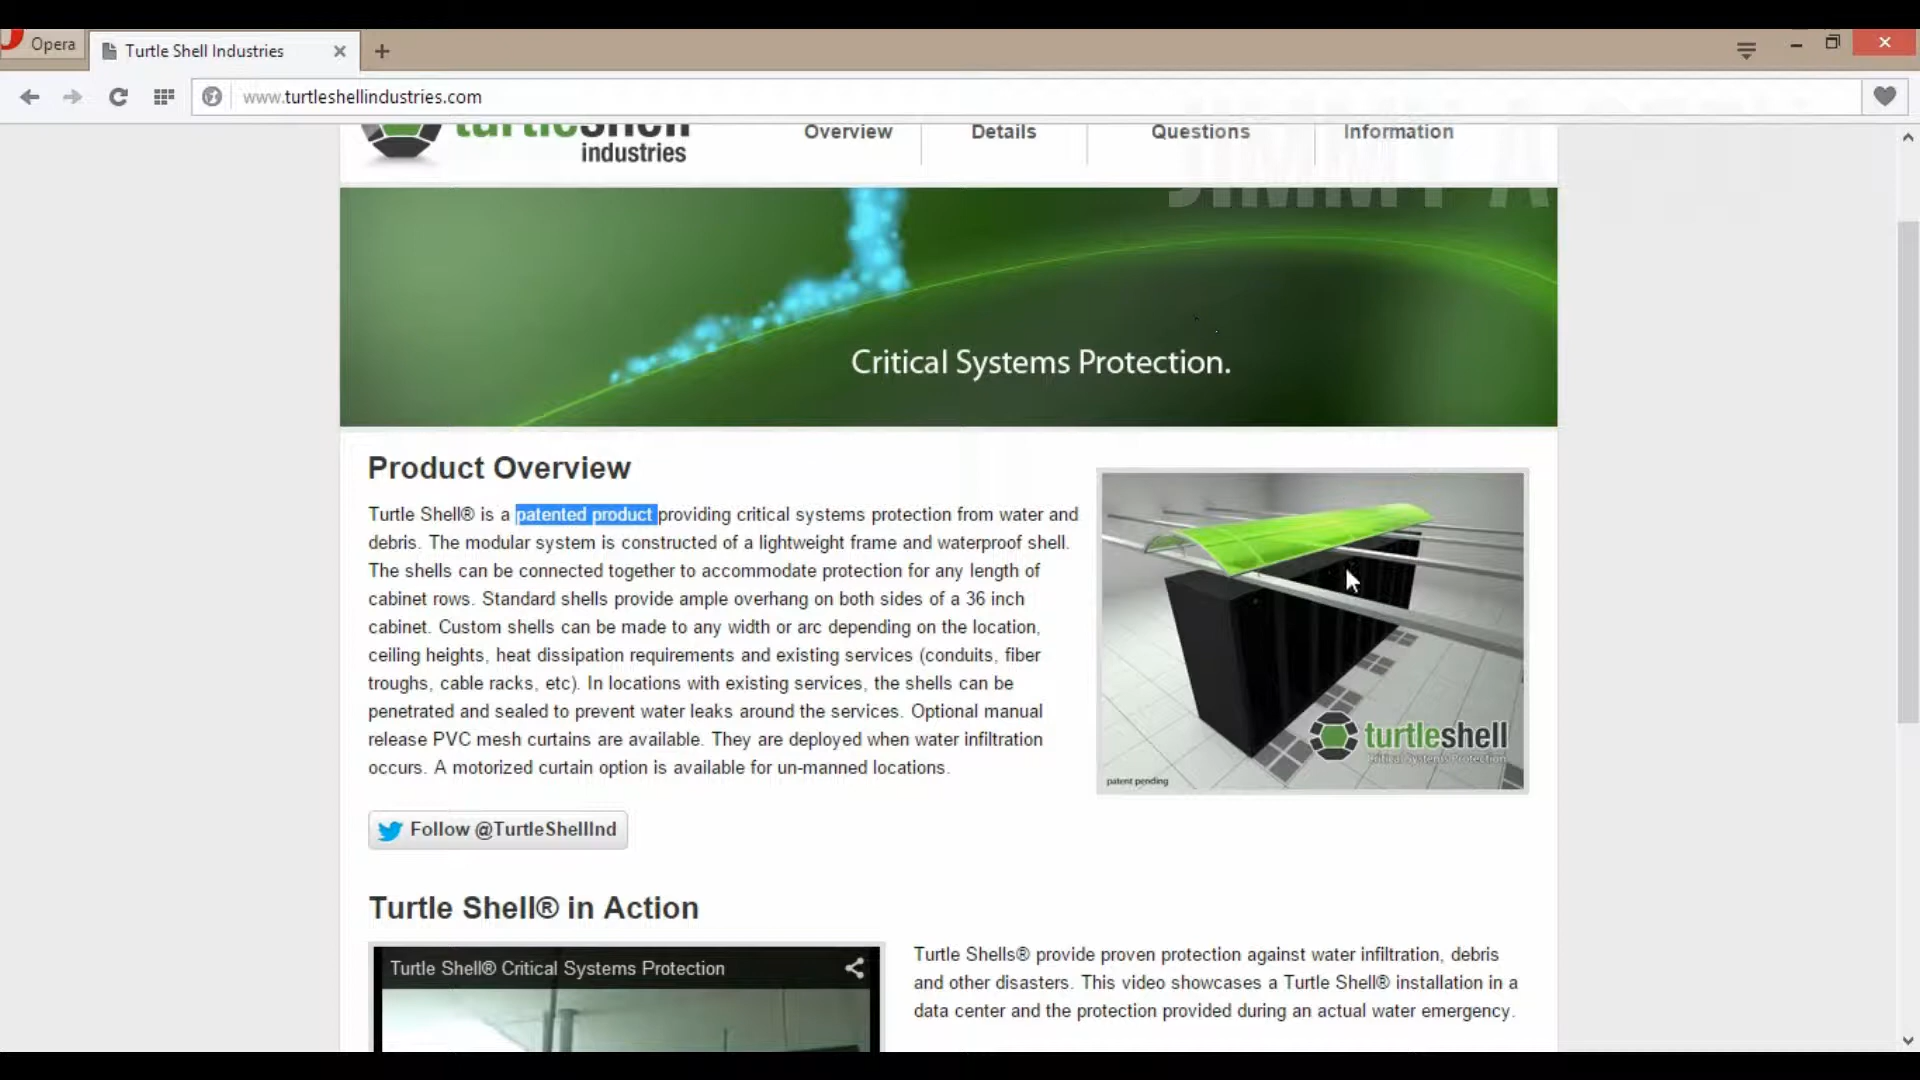 Opera
Turtle Shell Industries
www.turtleshellindustries.com
turtleshell
industries
Overview
Details
Questions
Information
JIMMY A
Critical Systems Protection.
Product Overview
Turtle Shell® is a patented product providing critical systems protection from water and
debris. The modular system is constructed of a lightweight frame and waterproof shell.
The shells can be connected together to accommodate protection for any length of
cabinet rows. Standard shells provide ample overhang on both sides of a 36 inch
cabinet. Custom shells can be made to any width or arc depending on the location,
ceiling heights, heat dissipation requirements and existing services (conduits, fiber
troughs, cable racks, etc). In locations with existing services, the shells can be
penetrated and sealed to prevent water leaks around the services. Optional manual
release PVC mesh curtains are available. They are deployed when water infiltration
occurs. A motorized curtain option is available for un-manned locations.
turtleshell
Critical Systems Protection
patent pending
Follow @TurtleShellInd
Turtle Shell® in Action
Turtle Shell® Critical Systems Protection
Turtle Shells® provide proven protection against water infiltration, debris
and other disasters. This video showcases a Turtle Shell® installation in a
data center and the protection provided during an actual water emergency.